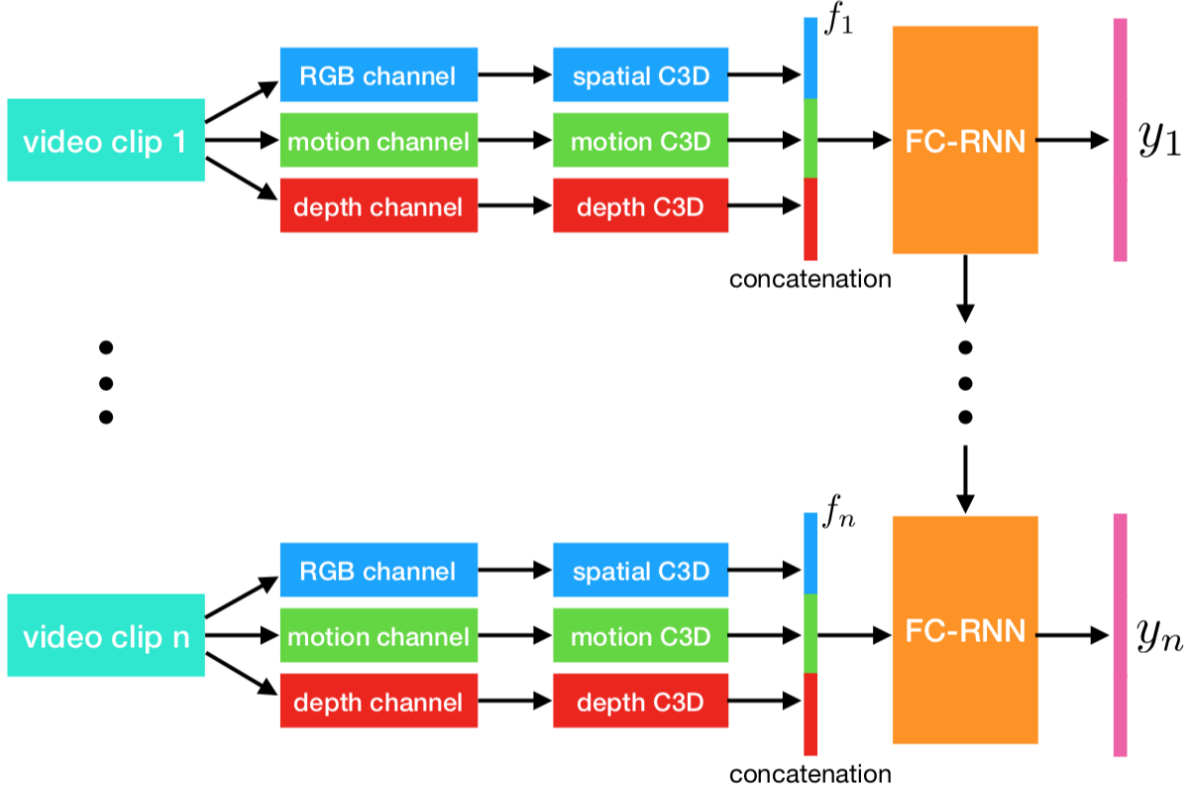 f₁
RGB channel
spatial C3D
video clip 1
motion channel
motion C3D
FC-RNN
y₁
depth channel
depth C3D
concatenation
fₙ
RGB channel
spatial C3D
video clip n
motion channel
motion C3D
FC-RNN
yₙ
depth channel
depth C3D
concatenation